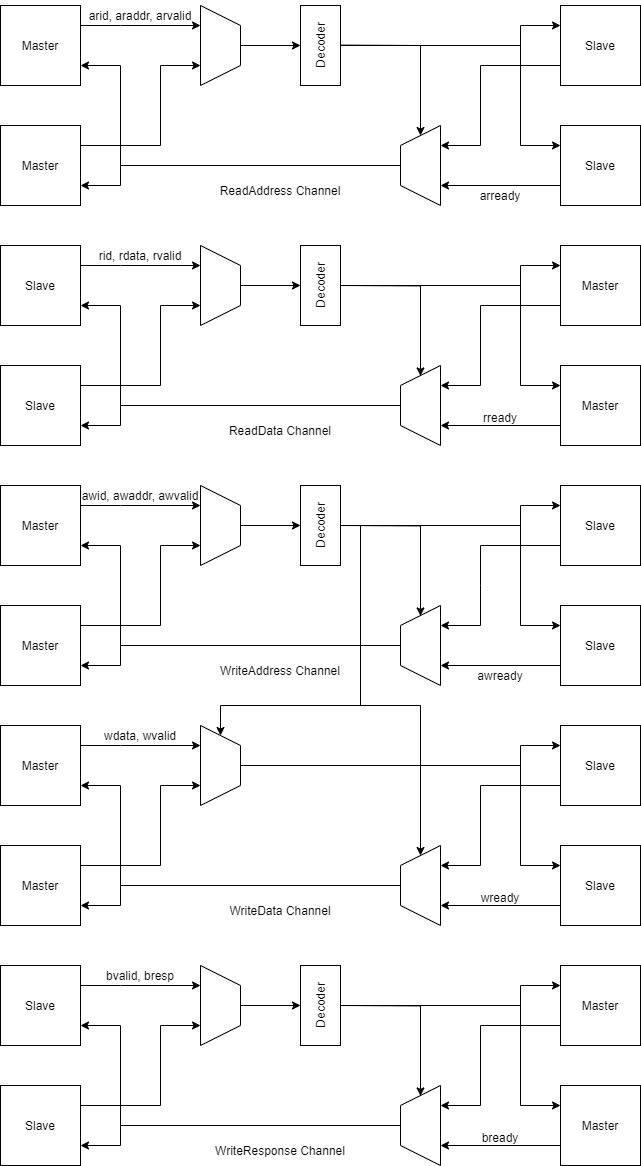 arid, araddr, arvalid
Master
Decoder
Slave
Master
Slave
ReadAddress Channel
arready
rid, rdata, rvalid
Slave
Decoder
Master
Slave
Master
ReadData Channel
rready
awid, awaddr, awvalid
Master
Decoder
Slave
Master
Slave
WriteAddress Channel
awready
wdata, wvalid
Master
Slave
Master
Slave
WriteData Channel
wready
bvalid, bresp
Slave
Decoder
Master
Slave
Master
WriteResponse Channel
bready